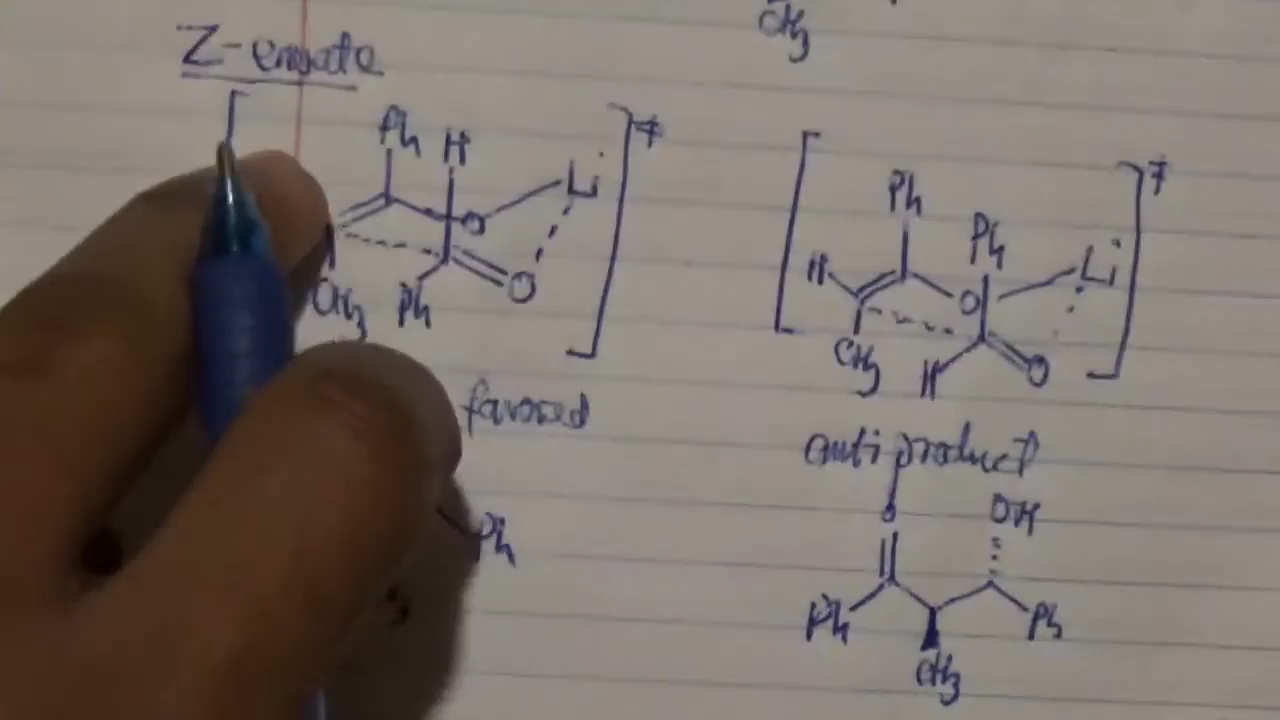 CH3
Z-enolate
Ph H Li ≠
O
CH3 Ph O
Ph Ph Li ≠
H O
CH3 H O
favored
anti product
O OH
Ph
Ph Ph
CH3